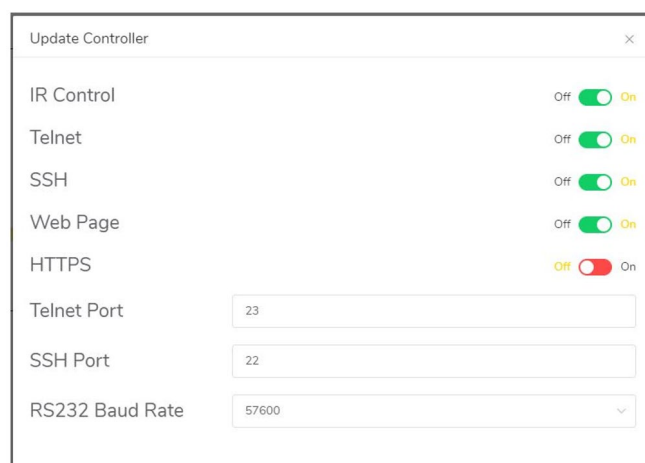 Update Controller ×
IR Control Off On
Telnet Off On
SSH Off On
Web Page Off On
HTTPS Off On
Telnet Port 23
SSH Port 22
RS232 Baud Rate 57600